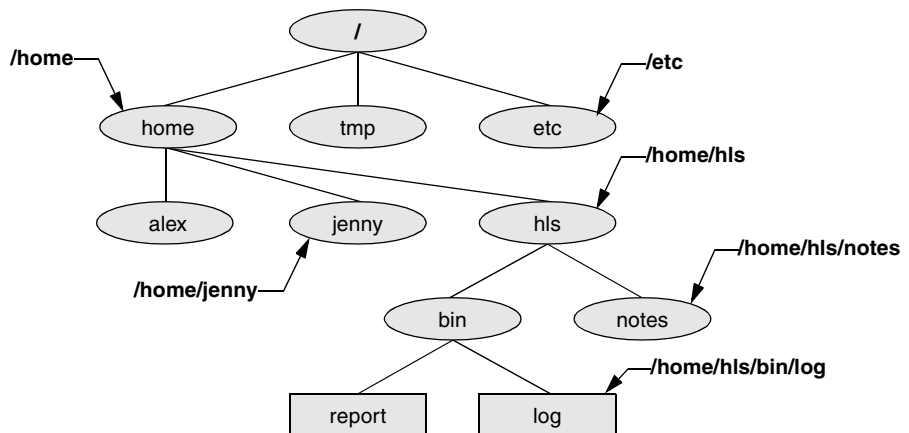 /
/home
/etc
home
tmp
etc
/home/hls
alex
jenny
hls
/home/hls/notes
/home/jenny
bin
notes
/home/hls/bin/log
report
log